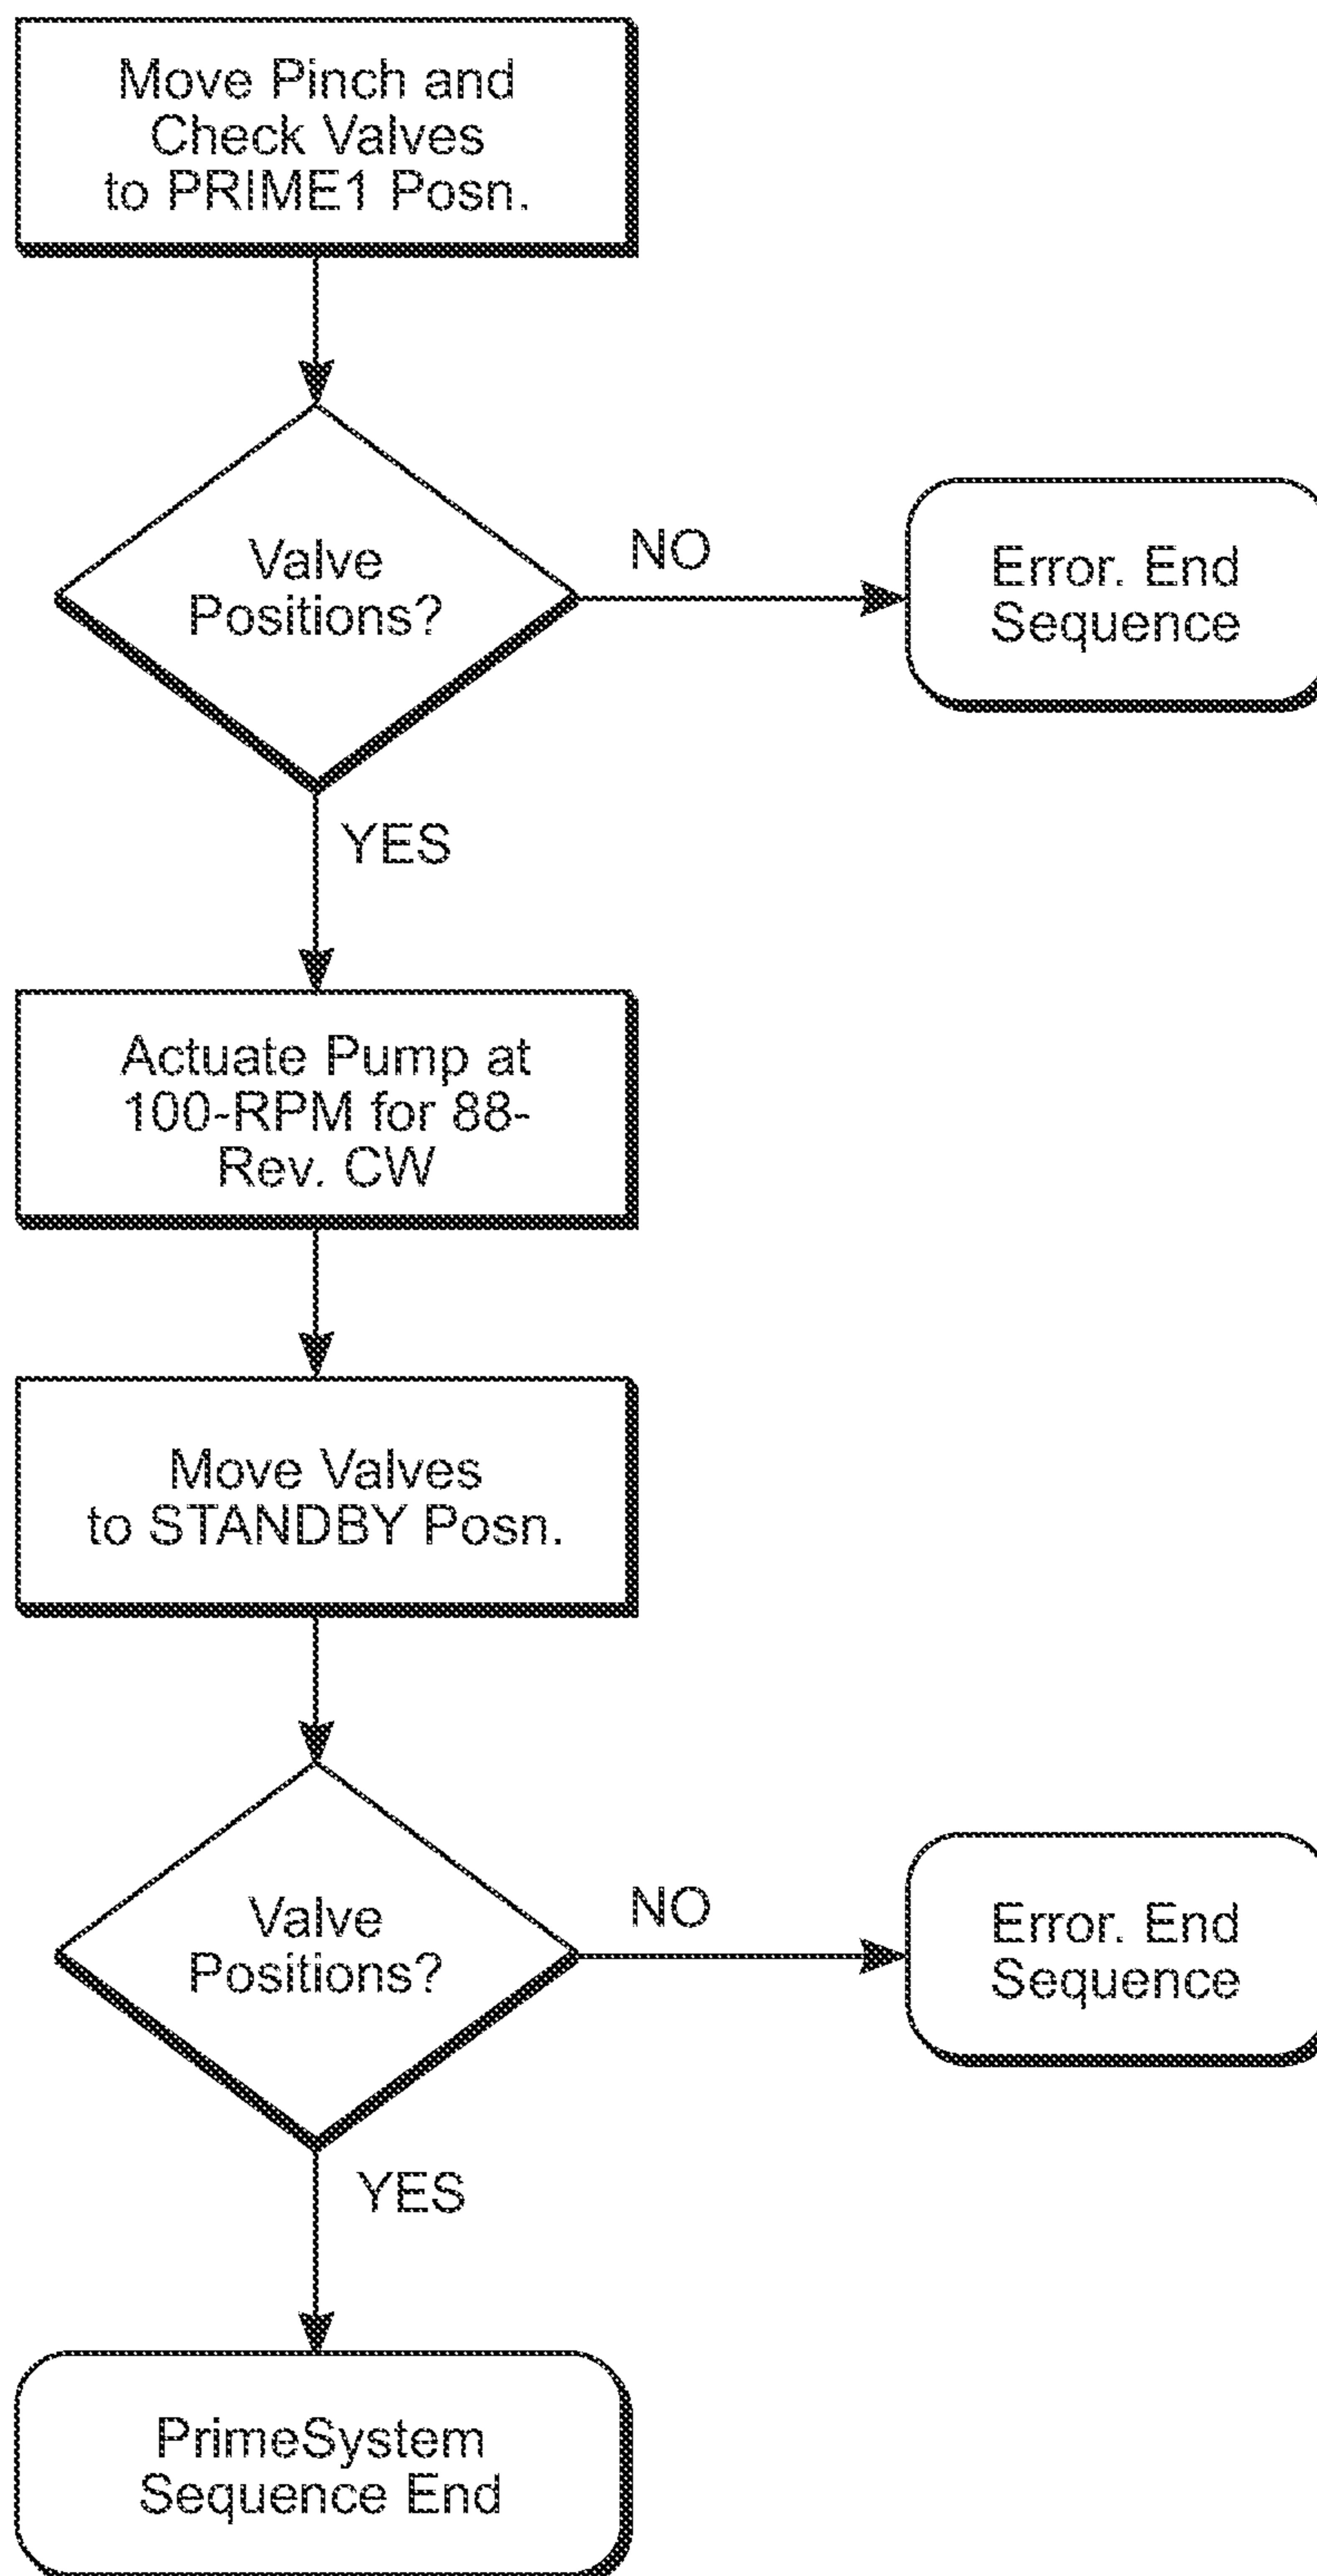 Move Pinch and
Check Valves
to PRIME1 Posn.
Valve
Positions?
NO
Error. End
Sequence
YES
Actuate Pump at
100-RPM for 88-
Rev. CW
Move Valves
to STANDBY Posn.
Valve
Positions?
NO
Error. End
Sequence
YES
PrimeSystem
Sequence End